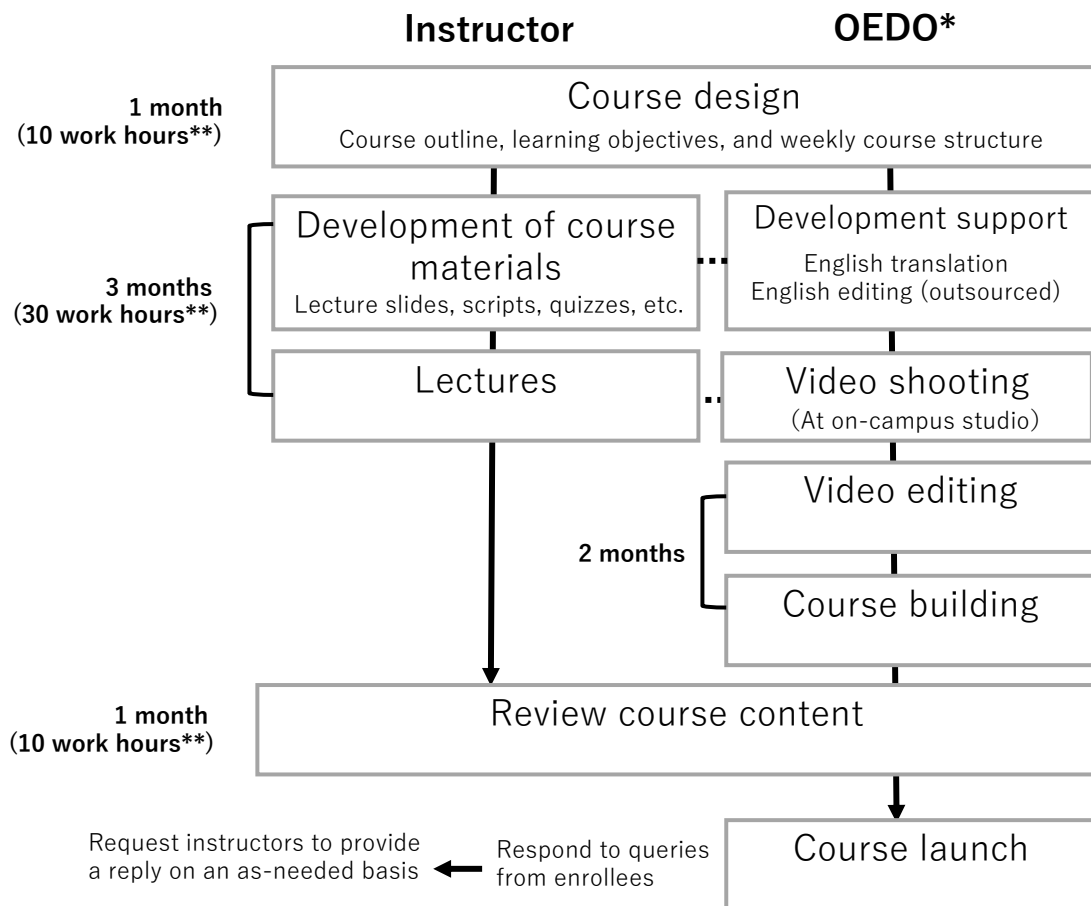 Instructor
OEDO*
1 month
(10 work hours**)
Course design
Course outline, learning objectives, and weekly course structure
3 months
(30 work hours**)
Development of course
materials
Lecture slides, scripts, quizzes, etc.
Development support
English translation
English editing (outsourced)
Lectures
Video shooting
(At on-campus studio)
2 months
Video editing
Course building
1 month
(10 work hours**)
Review course content
Request instructors to provide
a reply on an as-needed basis
Respond to queries
from enrollees
Course launch